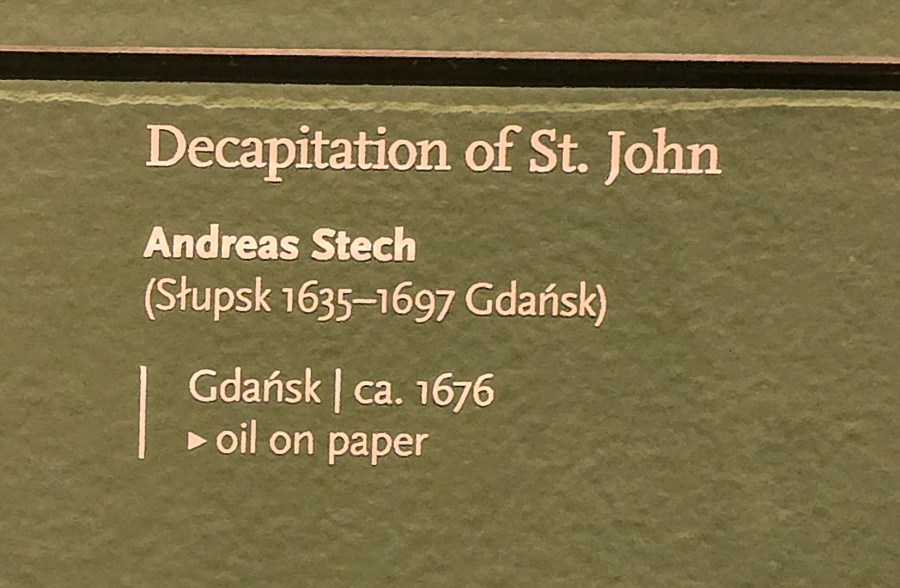 Decapitation of St. John
Andreas Stech
(Słupsk 1635–1697 Gdańsk)
Gdańsk | ca. 1676
▸ oil on paper